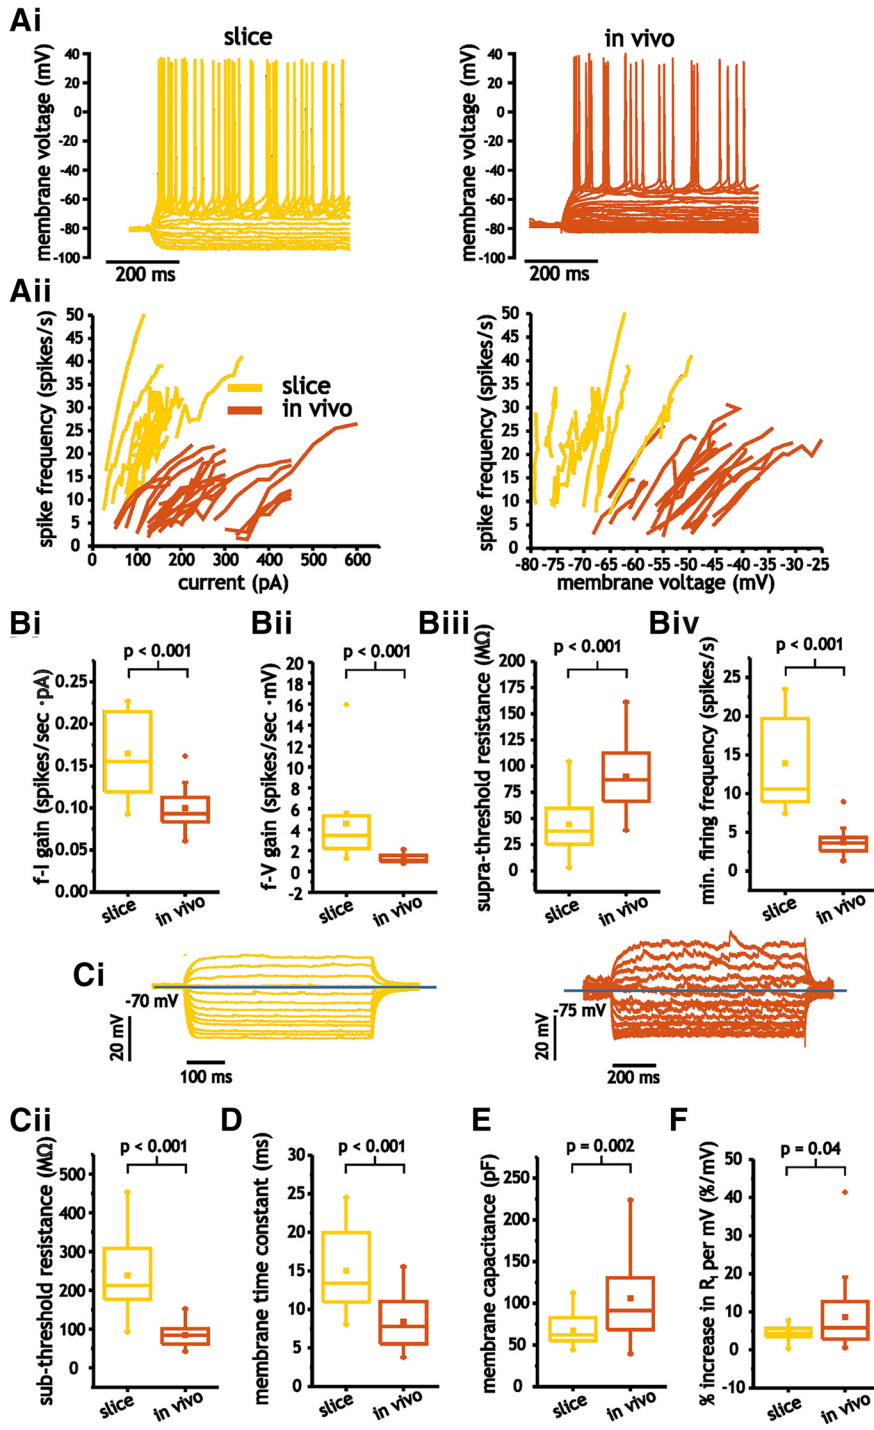 Ai
slice
in vivo
membrane voltage (mV)
40
20
0
-20
-40
-60
-80
-100
200 ms
membrane voltage (mV)
40
20
0
-20
-40
-60
-80
-100
200 ms
Aii
spike frequency (spikes/s)
50
45
40
35
30
25
20
15
10
5
0
0 100 200 300 400 500 600
current (pA)
slice
in vivo
spike frequency (spikes/s)
50
45
40
35
30
25
20
15
10
5
0
-80 -75 -70 -65 -60 -55 -50 -45 -40 -35 -30 -25
membrane voltage (mV)
Bi
p < 0.001
f-I gain (spikes/sec ·pA)
0.25
0.20
0.15
0.10
0.05
0.00
slice in vivo
Bii
p < 0.001
f-V gain (spikes/sec ·mV)
20
18
16
14
12
10
8
6
4
2
0
-2
slice in vivo
Biii
p < 0.001
supra-threshold resistance (MΩ)
200
175
150
125
100
75
50
25
0
slice in vivo
Biv
p < 0.001
min. firing frequency (spikes/s)
25
20
15
10
5
0
slice in vivo
Ci
-70 mV
20 mV
100 ms
-75 mV
20 mV
200 ms
Cii
p < 0.001
sub-threshold resistance (MΩ)
500
400
300
200
100
0
slice in vivo
D
p < 0.001
membrane time constant (ms)
30
25
20
15
10
5
0
slice in vivo
E
p = 0.002
membrane capacitance (pF)
250
200
150
100
50
0
slice in vivo
F
p = 0.04
% increase in RI per mV (%/mV)
50
40
30
20
10
0
-10
slice in vivo